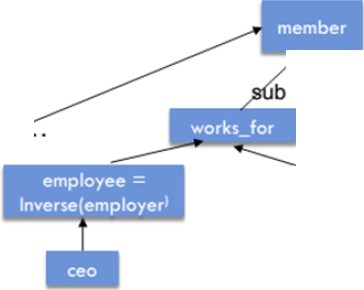 member
sub
..
works_for
employee =
Inverse(employer)
ceo